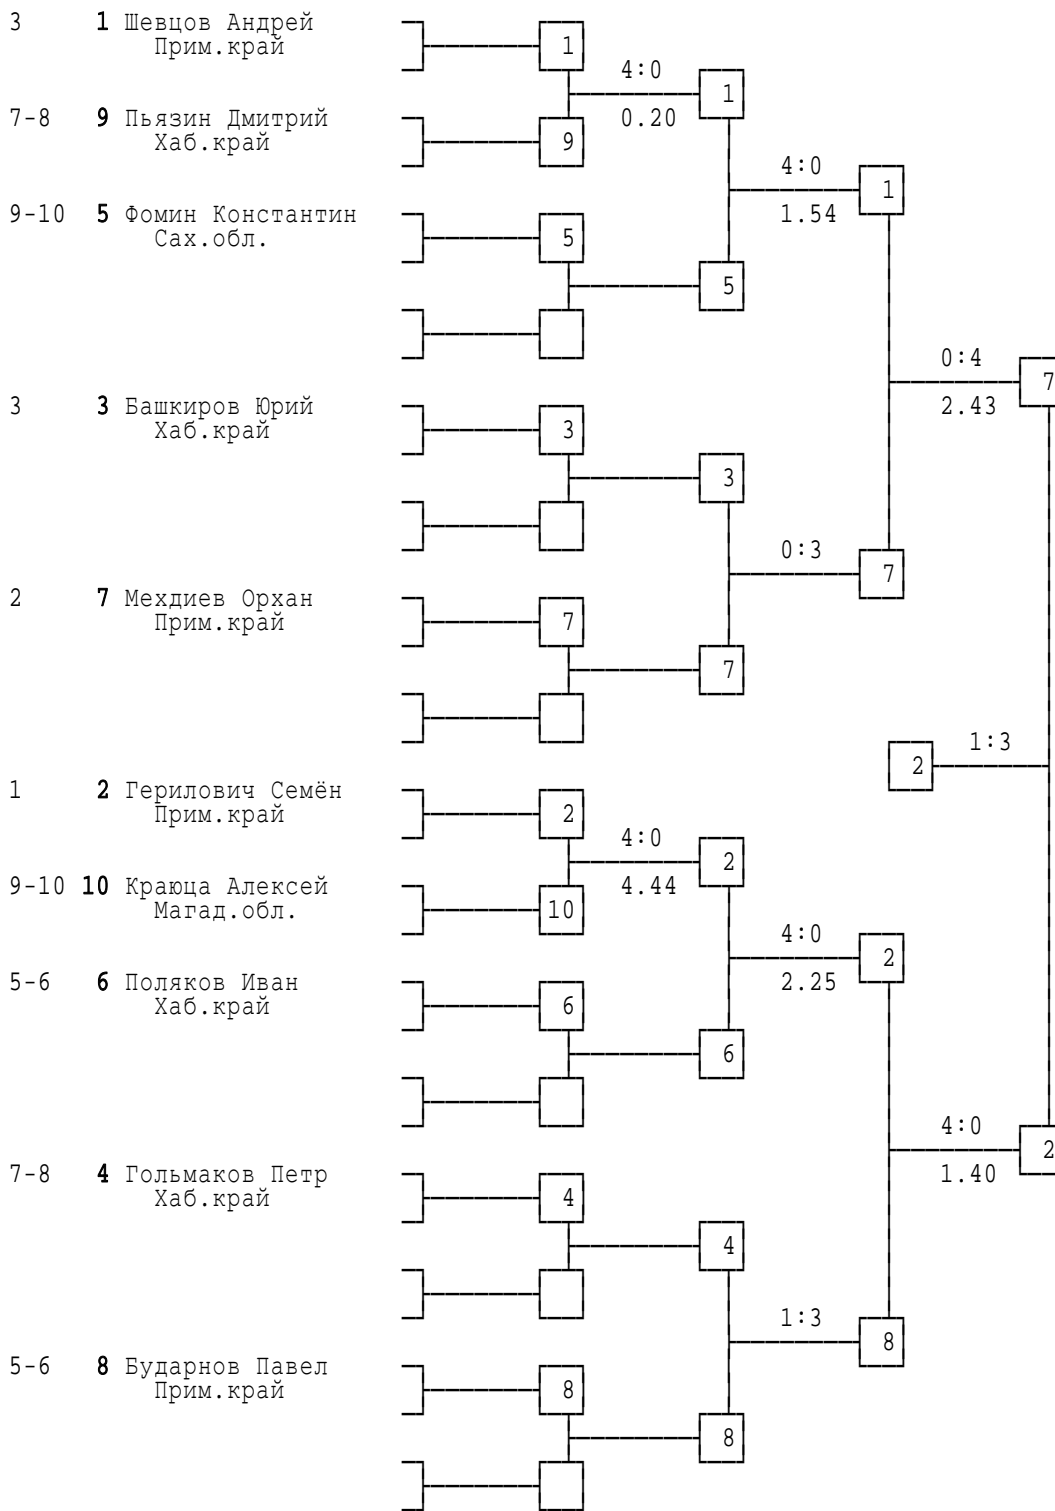 3 1 Шевцов Андрей
Прим.край
1
4:0
1
0.20
7-8 9 Пьязин Дмитрий
Хаб.край
9
4:0
1
1.54
9-10 5 Фомин Константин
Сах.обл.
5
5
0:4
7
2.43
3 3 Башкиров Юрий
Хаб.край
3
3
0:3
7
2 7 Мехдиев Орхан
Прим.край
7
7
1:3
2
1 2 Герилович Семён
Прим.край
2
4:0
2
4.44
9-10 10 Краюца Алексей
Магад.обл.
10
4:0
2
2.25
5-6 6 Поляков Иван
Хаб.край
6
6
4:0
2
1.40
7-8 4 Гольмаков Петр
Хаб.край
4
4
1:3
8
5-6 8 Бударнов Павел
Прим.край
8
8